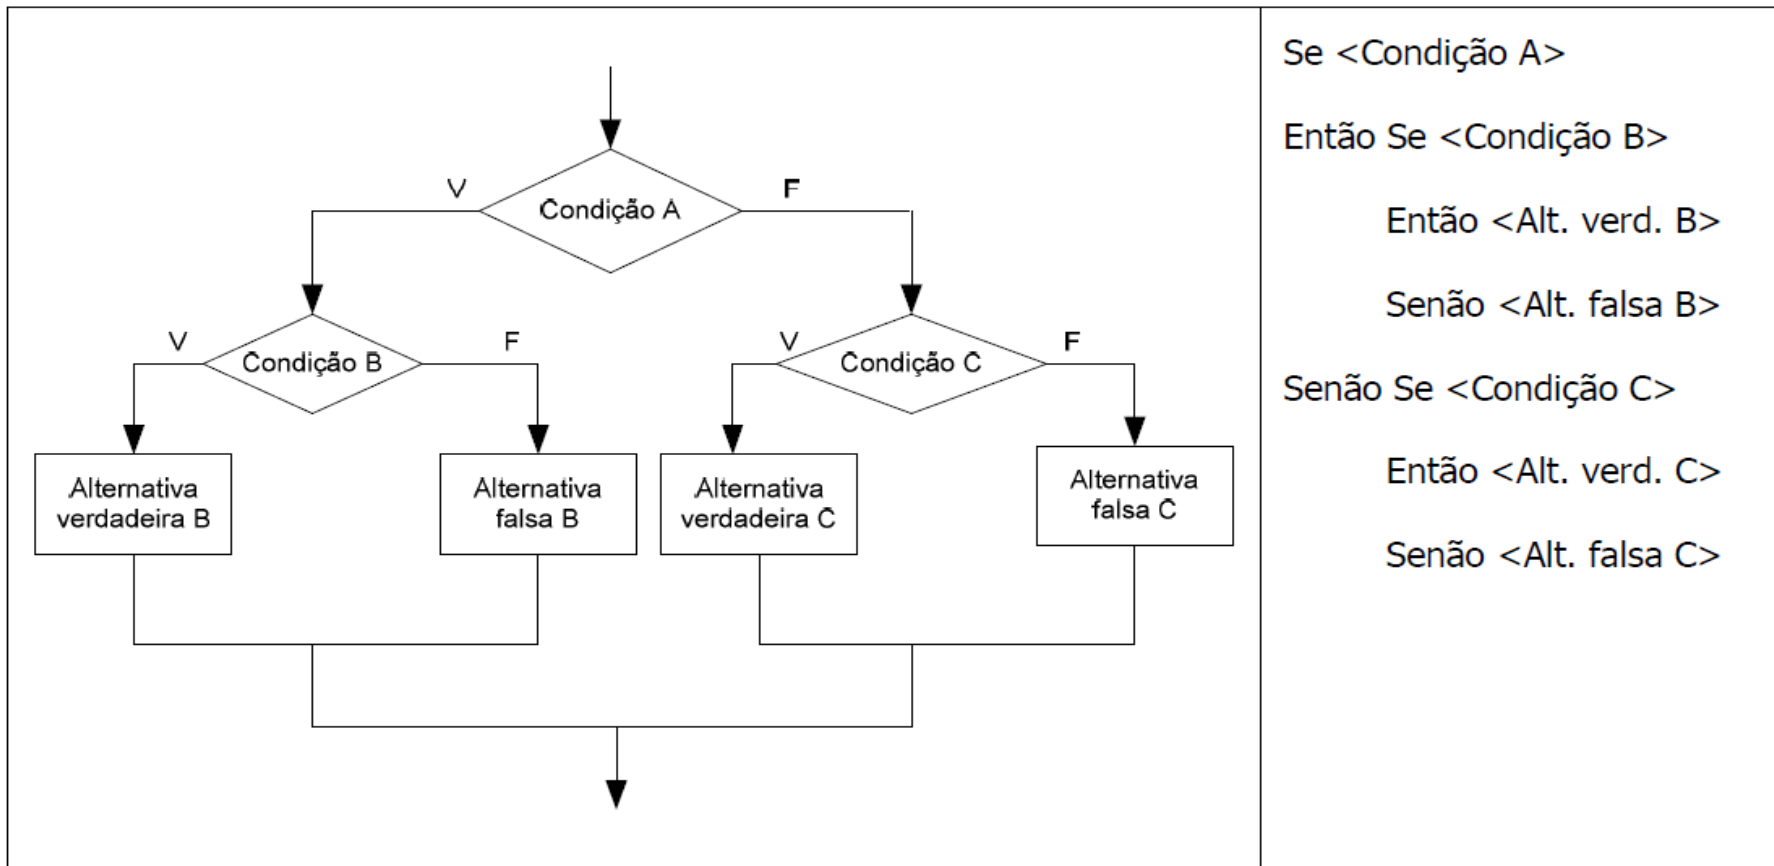 V
F
Condição A
V
F
Condição B
V
F
Condição C
Alternativa
verdadeira B
Alternativa
falsa B
Alternativa
verdadeira C
Alternativa
falsa C
Se <Condição A>
Então Se <Condição B>
Então <Alt. verd. B>
Senão <Alt. falsa B>
Senão Se <Condição C>
Então <Alt. verd. C>
Senão <Alt. falsa C>